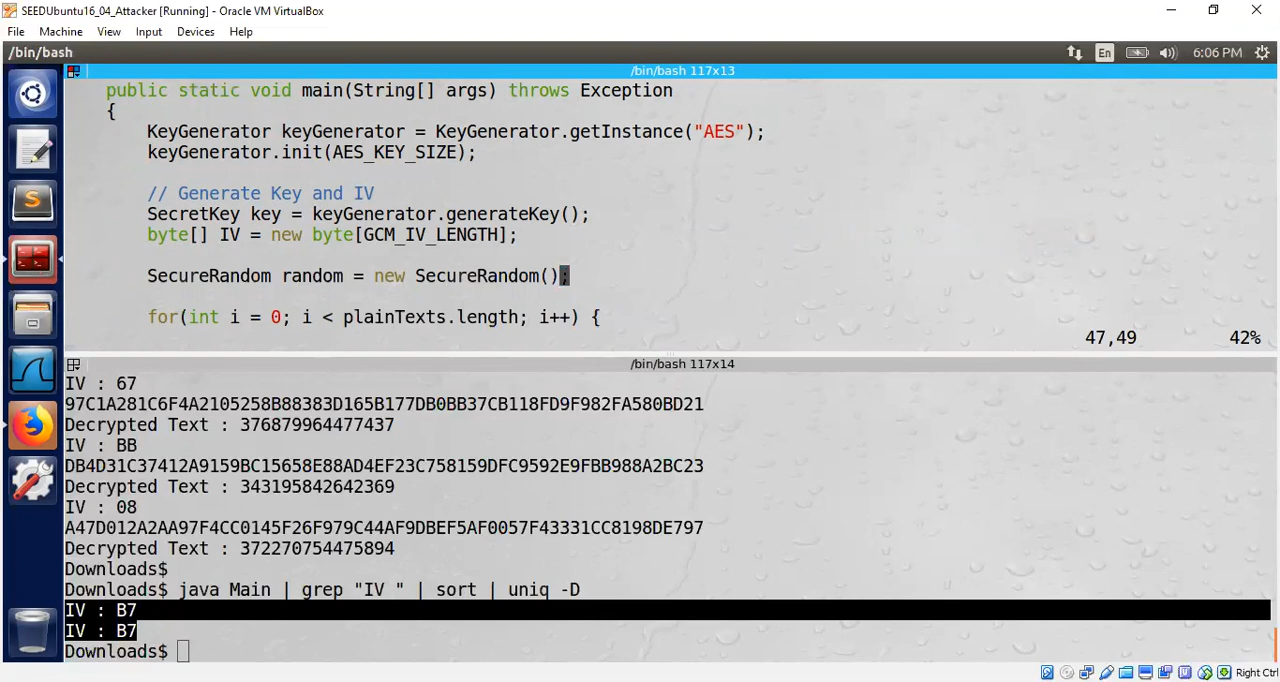 SEEDUbuntu16_04_Attacker [Running] - Oracle VM VirtualBox
File Machine View Input Devices Help
/bin/bash En 6:06 PM
/bin/bash 117x13
public static void main(String[] args) throws Exception
{
KeyGenerator keyGenerator = KeyGenerator.getInstance("AES");
keyGenerator.init(AES_KEY_SIZE);
// Generate Key and IV
SecretKey key = keyGenerator.generateKey();
byte[] IV = new byte[GCM_IV_LENGTH];
SecureRandom random = new SecureRandom();
for(int i = 0; i < plainTexts.length; i++) {
47,49 42%
/bin/bash 117x14
IV : 67
97C1A281C6F4A2105258B88383D165B177DB0BB37CB118FD9F982FA580BD21
Decrypted Text : 376879964477437
IV : BB
DB4D31C37412A9159BC15658E88AD4EF23C758159DFC9592E9FBB988A2BC23
Decrypted Text : 343195842642369
IV : 08
A47D012A2AA97F4CC0145F26F979C44AF9DBEF5AF0057F43331CC8198DE797
Decrypted Text : 372270754475894
Downloads$
Downloads$ java Main | grep "IV " | sort | uniq -D
IV : B7
IV : B7
Downloads$
Right Ctrl